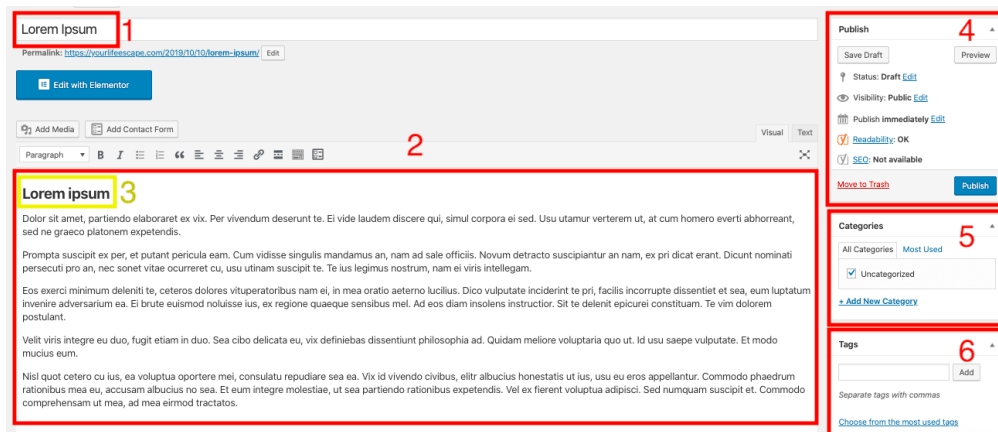 Lorem Ipsum
1
Permalink: https://yourlifeescape.com/2019/10/10/lorem-ipsum/ Edit
Edit with Elementor
Add Media Add Contact Form
Visual Text
2
Paragraph B I
Lorem ipsum
3
Dolor sit amet, partiendo elaboraret ex vix. Per vivendum deserunt te. Ei vide laudem discere qui, simul corpora ei sed. Usu utamur verterem ut, at cum homero everti abhorreant,
sed ne graeco platonem expetendis.
Prompta suscipit ex per, et putant pericula eam. Cum vidisse singulis mandamus an, nam ad sale officiis. Novum detracto suscipiantur an nam, ex pri dicat erant. Dicunt nominati
persecuti pro an, nec sonet vitae ocurreret cu, usu utinam suscipit te. Te ius legimus nostrum, nam ei viris intellegam.
Eos exerci minimum deleniti te, ceteros dolores vituperatoribus nam ei, in mea oratio aeterno lucilius. Dico vulputate inciderint te pri, facilis incorrupte dissentiet et sea, eum luptatum
invenire adversarium ea. Ei brute euismod noluisse ius, ex regione quaeque sensibus mel. Ad eos diam insolens instructior. Sit te delenit epicurei constituam. Te vim dolorem
postulant.
Velit viris integre eu duo, fugit etiam in duo. Sea cibo delicata eu, vix definiebas dissentiunt philosophia ad. Quidam meliore voluptaria quo ut. Id usu saepe vulputate. Et modo
mucius eum.
Nisl quot cetero cu ius, ea voluptua oportere mei, consulatu repudiare sea ea. Vix id vivendo civibus, elitr albucius honestatis ut ius, usu eu eros appellantur. Commodo phaedrum
rationibus mea eu, accusam albucius no sea. Et eum integre molestiae, ut sea partiendo rationibus expetendis. Vel ex fierent voluptua adipisci. Sed numquam suscipit et. Commodo
comprehensam ut mea, ad mea eirmod tractatos.
Publish
4
Save Draft Preview
Status: Draft Edit
Visibility: Public Edit
Publish immediately Edit
Readability: OK
SEO: Not available
Move to Trash Publish
Categories
5
All Categories Most Used
Uncategorized
+ Add New Category
Tags
6
Add
Separate tags with commas
Choose from the most used tags